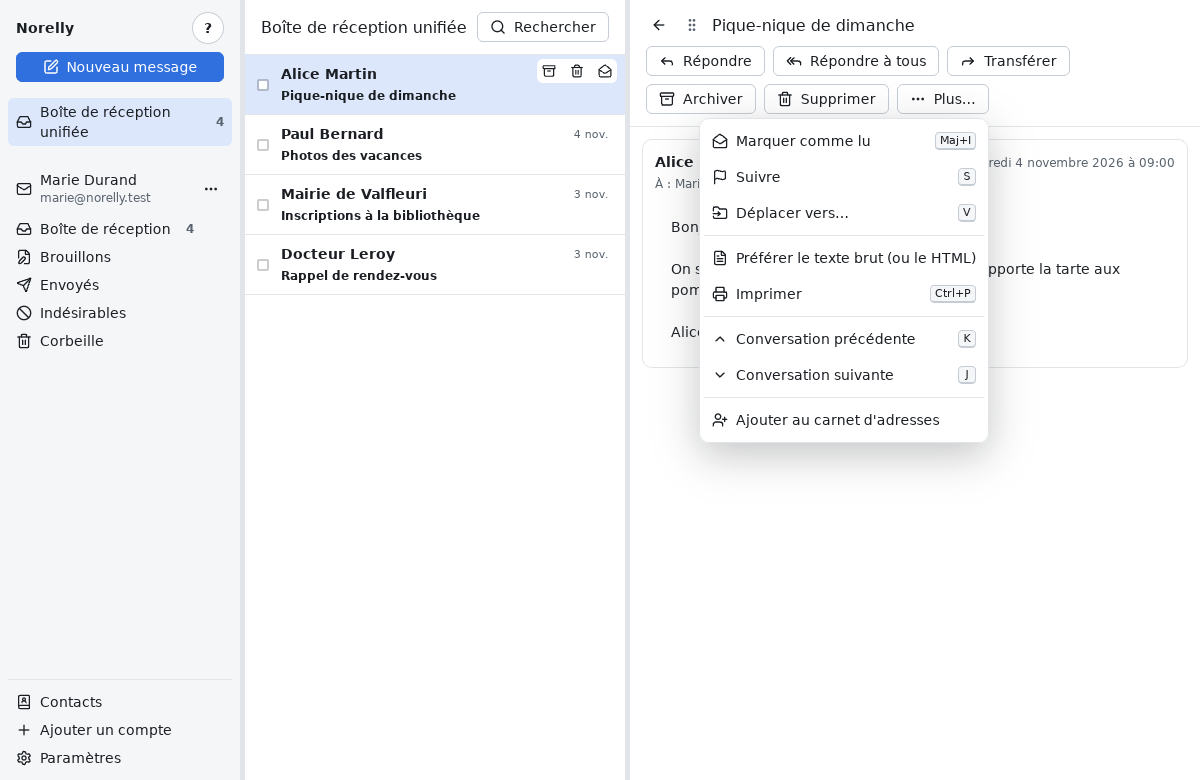 Norelly
?
Nouveau message
Boîte de réception
unifiée
4
Marie Durand
marie@norelly.test
Boîte de réception 4
Brouillons
Envoyés
Indésirables
Corbeille
Contacts
Ajouter un compte
Paramètres
Boîte de réception unifiée
Rechercher
Alice Martin
Pique-nique de dimanche
Paul Bernard 4 nov.
Photos des vacances
Mairie de Valfleuri 3 nov.
Inscriptions à la bibliothèque
Docteur Leroy 3 nov.
Rappel de rendez-vous
Pique-nique de dimanche
Répondre
Répondre à tous
Transférer
Archiver
Supprimer
Plus…
Marquer comme lu Maj+I
Suivre S
Déplacer vers… V
Préférer le texte brut (ou le HTML)
Imprimer Ctrl+P
Conversation précédente K
Conversation suivante J
Ajouter au carnet d'adresses
Alice
redi 4 novembre 2026 à 09:00
À : Mari
Bon
On s
pporte la tarte aux
pom
Alice